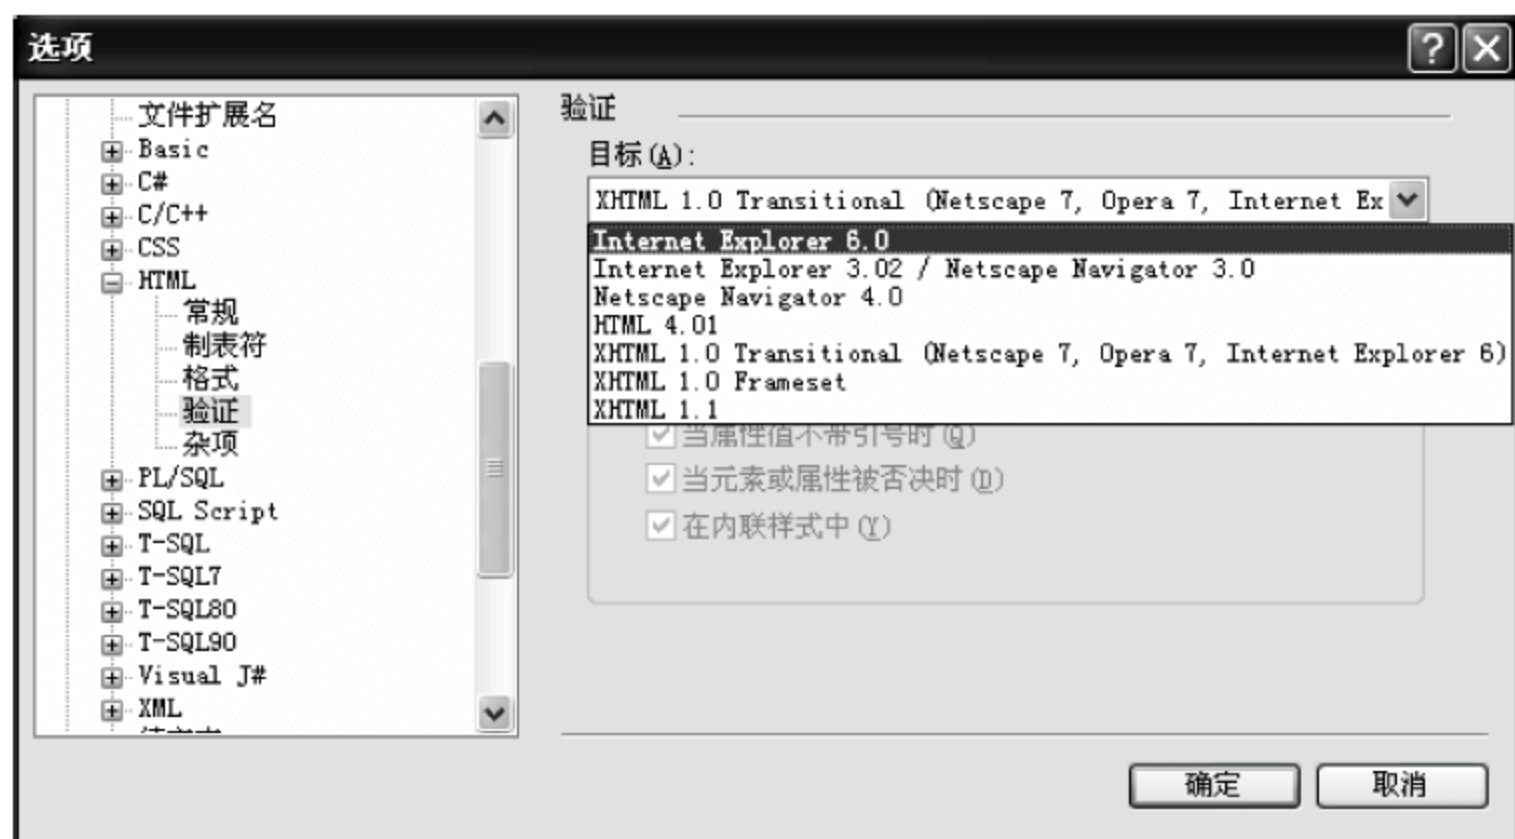 选项
文件扩展名
Basic
C#
C/C++
CSS
HTML
常规
制表符
格式
验证
杂项
PL/SQL
SQL Script
T-SQL
T-SQL7
T-SQL80
T-SQL90
Visual J#
XML
验证
目标(A):
XHTML 1.0 Transitional (Netscape 7, Opera 7, Internet Ex
Internet Explorer 6.0
Internet Explorer 3.02 / Netscape Navigator 3.0
Netscape Navigator 4.0
HTML 4.01
XHTML 1.0 Transitional (Netscape 7, Opera 7, Internet Explorer 6)
XHTML 1.0 Frameset
XHTML 1.1
当属性值不带引号时(Q)
当元素或属性被否决时(D)
在内联样式中(Y)
确定
取消